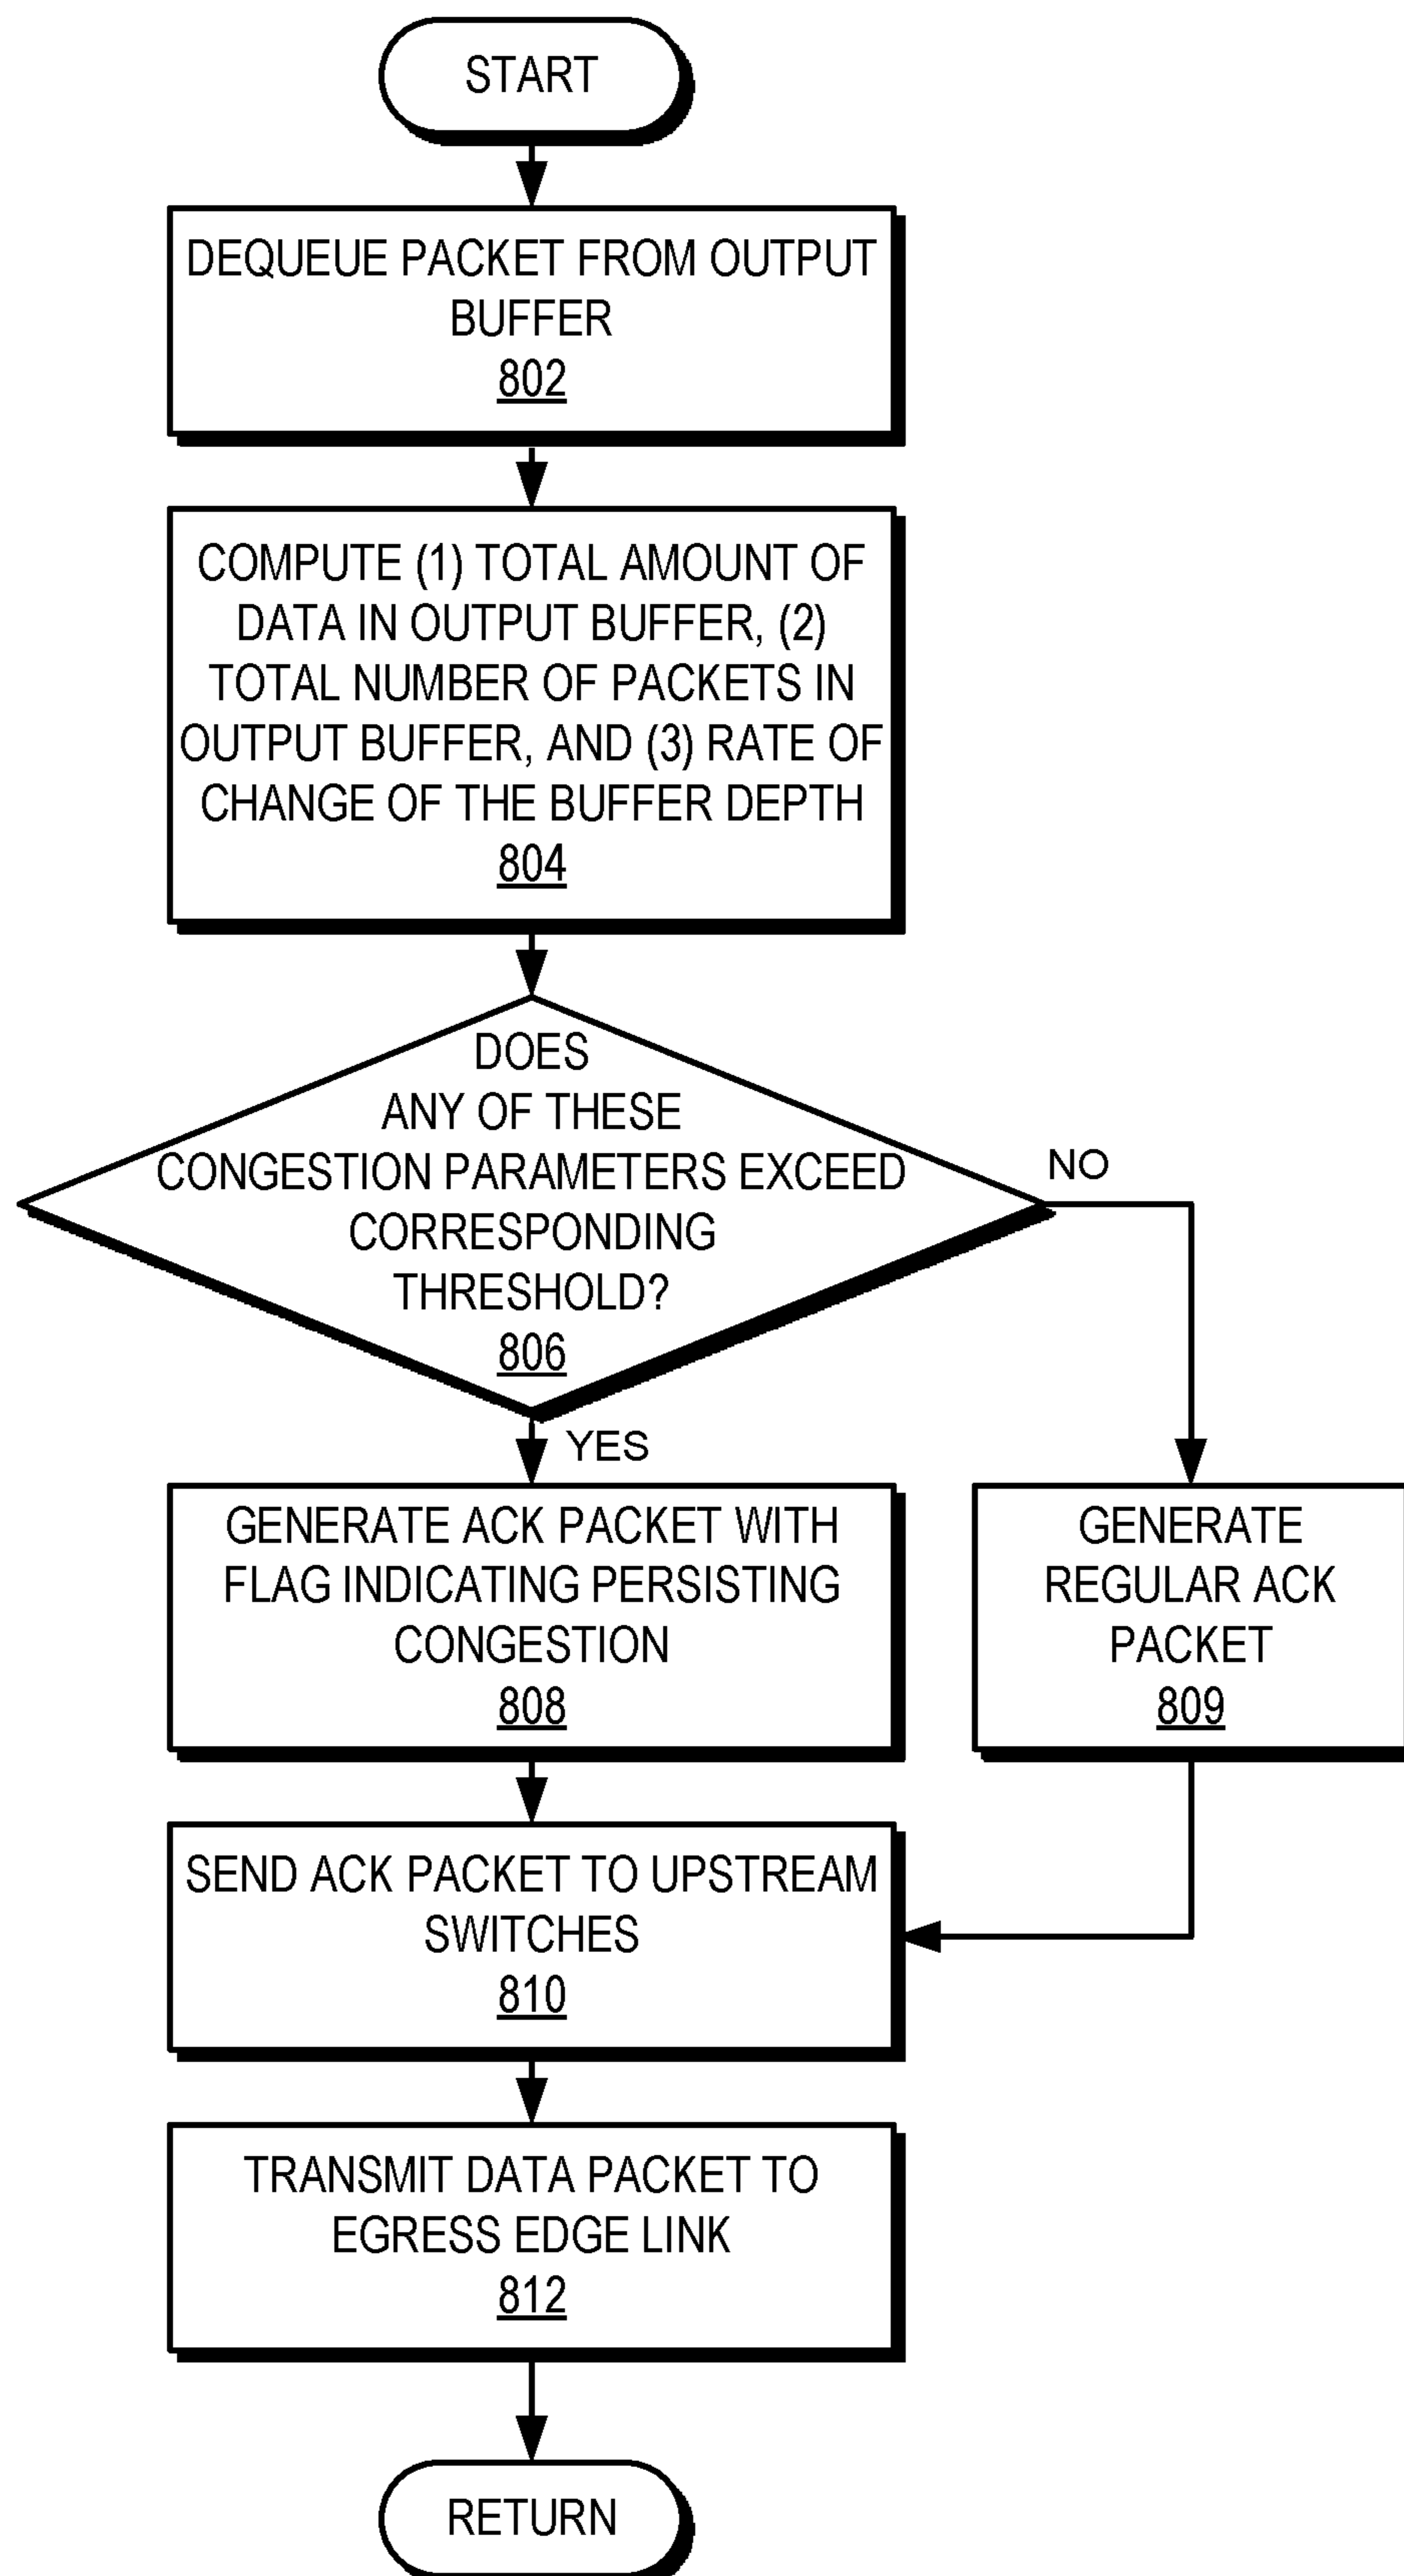 START
DEQUEUE PACKET FROM OUTPUT
BUFFER
802
COMPUTE (1) TOTAL AMOUNT OF
DATA IN OUTPUT BUFFER, (2)
TOTAL NUMBER OF PACKETS IN
OUTPUT BUFFER, AND (3) RATE OF
CHANGE OF THE BUFFER DEPTH
804
DOES
ANY OF THESE
CONGESTION PARAMETERS EXCEED
CORRESPONDING
THRESHOLD?
806
NO
YES
GENERATE ACK PACKET WITH
FLAG INDICATING PERSISTING
CONGESTION
808
GENERATE
REGULAR ACK
PACKET
809
SEND ACK PACKET TO UPSTREAM
SWITCHES
810
TRANSMIT DATA PACKET TO
EGRESS EDGE LINK
812
RETURN